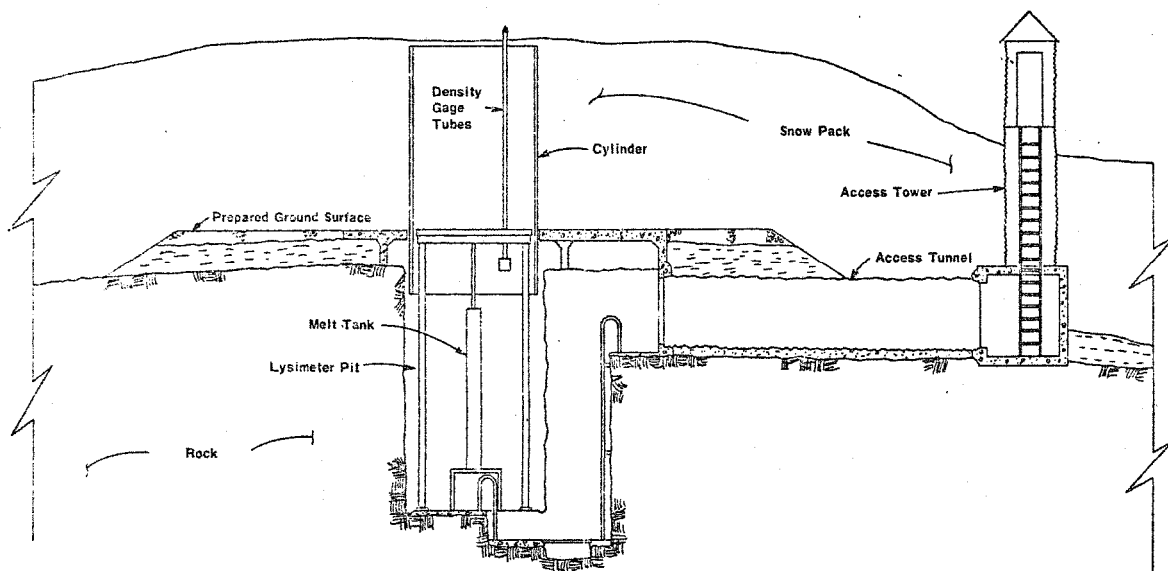 Density
Gage
Tubes
Snow Pack
Cylinder
Access Tower
Prepared Ground Surface
Access Tunnel
Melt Tank
Lysimeter Pit
Rock